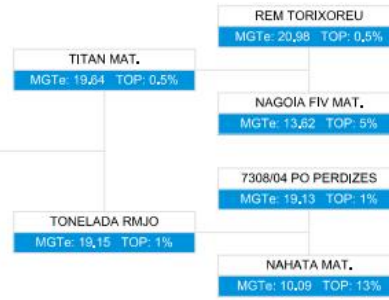 REM TORIXOREU
MGTe: 20,98 TOP: 0,5%
TITAN MAT.
MGTe: 19,64 TOP: 0,5%
NAGOIA FIV MAT.
MGTe: 13,62 TOP: 5%
7308/04 PO PERDIZES
MGTe: 19,13 TOP: 1%
TONELADA RMJO
MGTe: 19,15 TOP: 1%
NAHATA MAT.
MGTe: 10,09 TOP: 13%